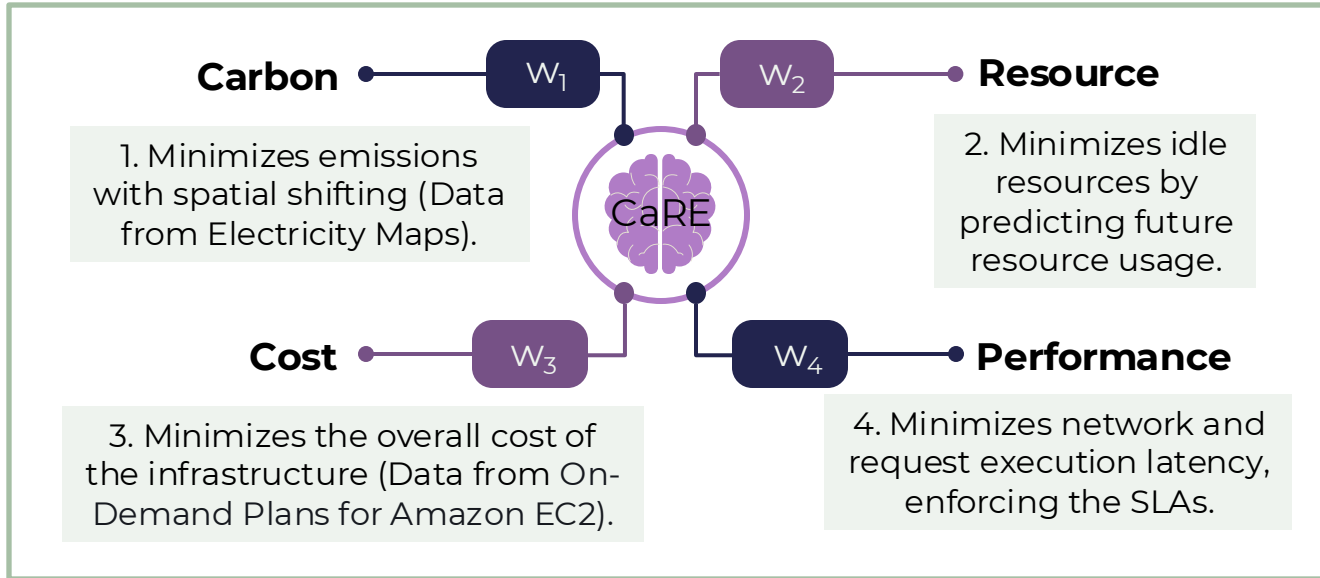 Carbon
W1
W2
Resource
1. Minimizes emissions
with spatial shifting (Data
from Electricity Maps).
CaRE
2. Minimizes idle
resources by
predicting future
resource usage.
Cost
W3
W4
Performance
3. Minimizes the overall cost of
the infrastructure (Data from On-
Demand Plans for Amazon EC2).
4. Minimizes network and
request execution latency,
enforcing the SLAs.